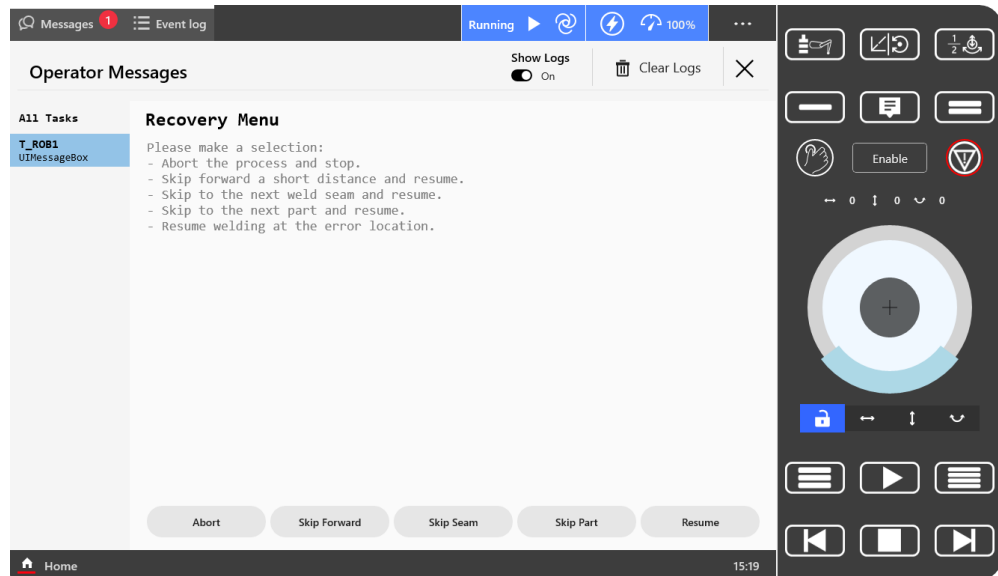 Messages 1 Event log Running 100% ...
Operator Messages Show Logs On Clear Logs
All Tasks
T_ROB1
UIMessageBox
Recovery Menu
Please make a selection:
- Abort the process and stop.
- Skip forward a short distance and resume.
- Skip to the next weld seam and resume.
- Skip to the next part and resume.
- Resume welding at the error location.
Abort Skip Forward Skip Seam Skip Part Resume
Home 15:19
1/2
Enable
0 0 0